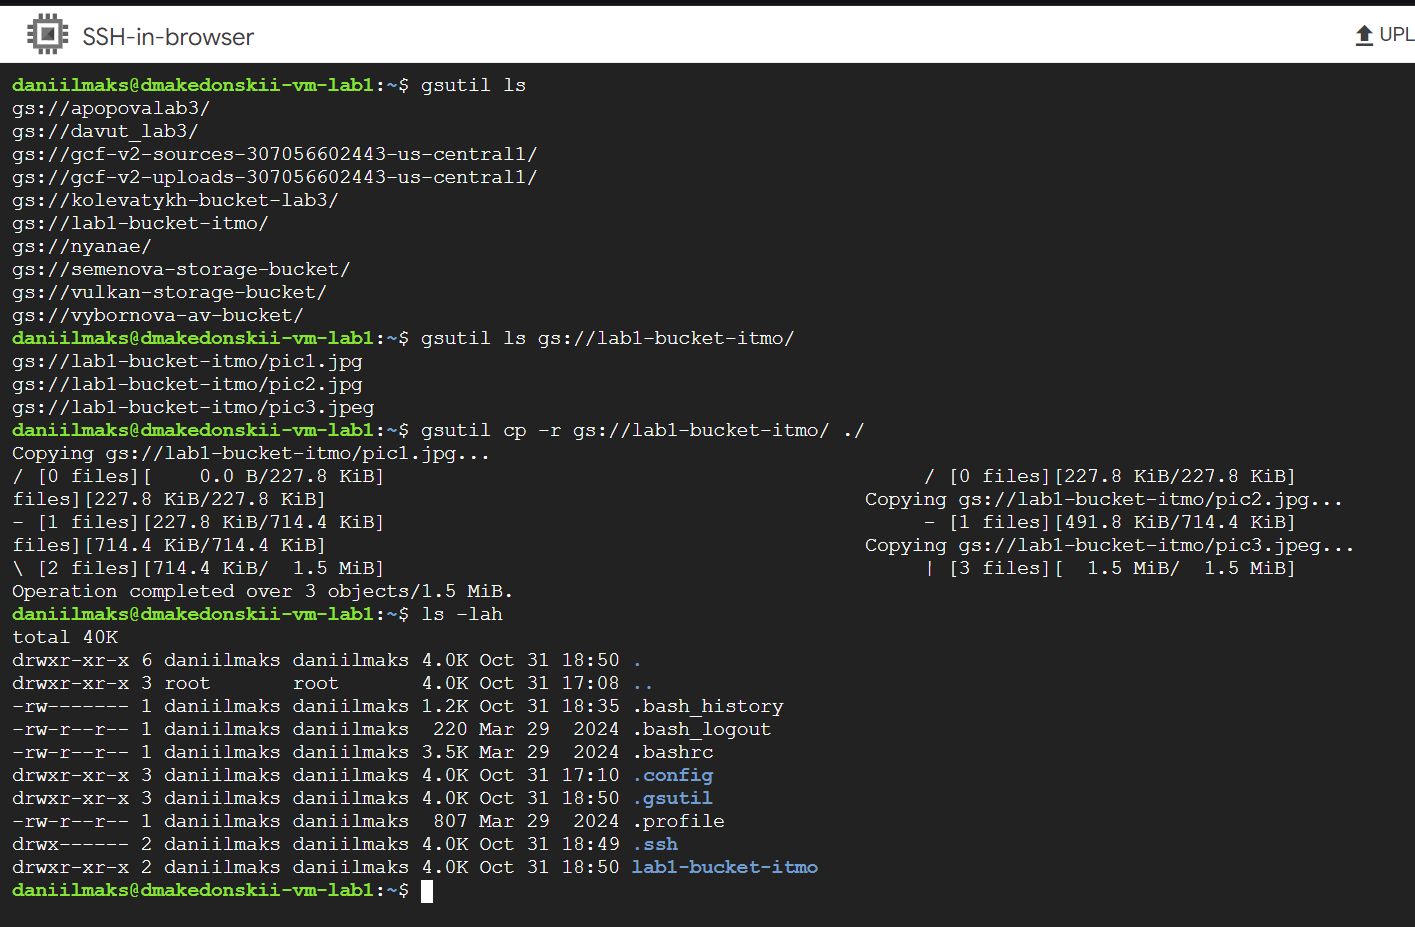 SSH-in-browser
UPL
daniilmaks@dmakedonskii-vm-lab1:~$ gsutil ls
gs://apopovalab3/
gs://davut_lab3/
gs://gcf-v2-sources-307056602443-us-central1/
gs://gcf-v2-uploads-307056602443-us-central1/
gs://kolevatykh-bucket-lab3/
gs://lab1-bucket-itmo/
gs://nyanae/
gs://semenova-storage-bucket/
gs://vulkan-storage-bucket/
gs://vybornova-av-bucket/
daniilmaks@dmakedonskii-vm-lab1:~$ gsutil ls gs://lab1-bucket-itmo/
gs://lab1-bucket-itmo/pic1.jpg
gs://lab1-bucket-itmo/pic2.jpg
gs://lab1-bucket-itmo/pic3.jpeg
daniilmaks@dmakedonskii-vm-lab1:~$ gsutil cp -r gs://lab1-bucket-itmo/ ./
Copying gs://lab1-bucket-itmo/pic1.jpg...
/ [0 files][    0.0 B/227.8 KiB]                                              / [0 files][227.8 KiB/227.8 KiB]
files][227.8 KiB/227.8 KiB]                                              Copying gs://lab1-bucket-itmo/pic2.jpg...
- [1 files][227.8 KiB/714.4 KiB]                                              - [1 files][491.8 KiB/714.4 KiB]
files][714.4 KiB/714.4 KiB]                                              Copying gs://lab1-bucket-itmo/pic3.jpeg...
\ [2 files][714.4 KiB/  1.5 MiB]                                              | [3 files][  1.5 MiB/  1.5 MiB]
Operation completed over 3 objects/1.5 MiB.
daniilmaks@dmakedonskii-vm-lab1:~$ ls -lah
total 40K
drwxr-xr-x 6 daniilmaks daniilmaks 4.0K Oct 31 18:50 .
drwxr-xr-x 3 root       root       4.0K Oct 31 17:08 ..
-rw------- 1 daniilmaks daniilmaks 1.2K Oct 31 18:35 .bash_history
-rw-r--r-- 1 daniilmaks daniilmaks  220 Mar 29  2024 .bash_logout
-rw-r--r-- 1 daniilmaks daniilmaks 3.5K Mar 29  2024 .bashrc
drwxr-xr-x 3 daniilmaks daniilmaks 4.0K Oct 31 17:10 .config
drwxr-xr-x 3 daniilmaks daniilmaks 4.0K Oct 31 18:50 .gsutil
-rw-r--r-- 1 daniilmaks daniilmaks  807 Mar 29  2024 .profile
drwx------ 2 daniilmaks daniilmaks 4.0K Oct 31 18:49 .ssh
drwxr-xr-x 2 daniilmaks daniilmaks 4.0K Oct 31 18:50 lab1-bucket-itmo
daniilmaks@dmakedonskii-vm-lab1:~$